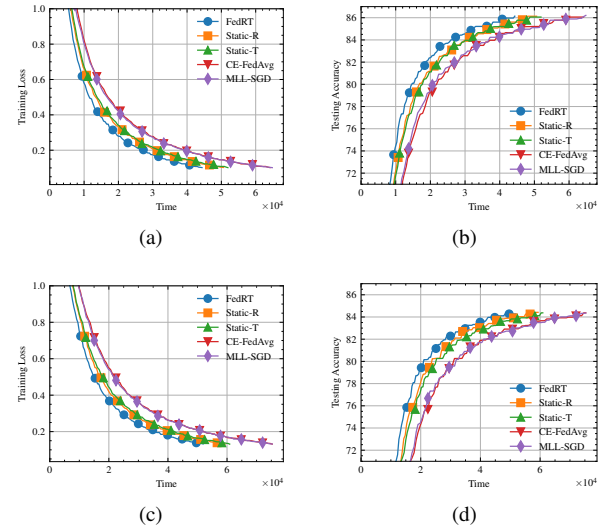 1.0
0.8
0.6
0.4
0.2
Training Loss
FedRT
Static-R
Static-T
CE-FedAvg
MLL-SGD
0 1 2 3 4 5 6 7
Time ×10⁴
(a)
86
84
82
80
78
76
74
72
Testing Accuracy
FedRT
Static-R
Static-T
CE-FedAvg
MLL-SGD
0 1 2 3 4 5 6
Time ×10⁴
(b)
1.0
0.8
0.6
0.4
0.2
Training Loss
FedRT
Static-R
Static-T
CE-FedAvg
MLL-SGD
0 2 4 6 8
Time ×10⁴
(c)
86
84
82
80
78
76
74
72
Testing Accuracy
FedRT
Static-R
Static-T
CE-FedAvg
MLL-SGD
0 2 4 6
Time ×10⁴
(d)